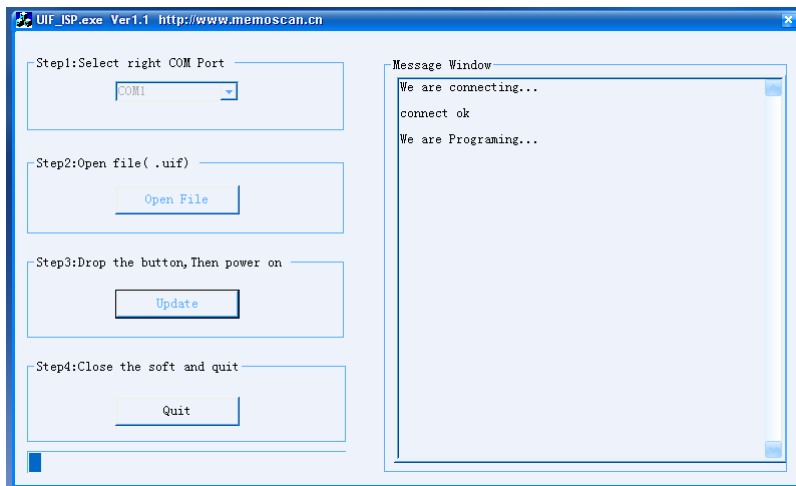 UIF_ISP.exe Ver1.1 http://www.memoscan.cn
Step1:Select right COM Port
COM1
Step2:Open file( .uif)
Open File
Step3:Drop the button,Then power on
Update
Step4:Close the soft and quit
Quit
Message Window
We are connecting...
connect ok
We are Programing...